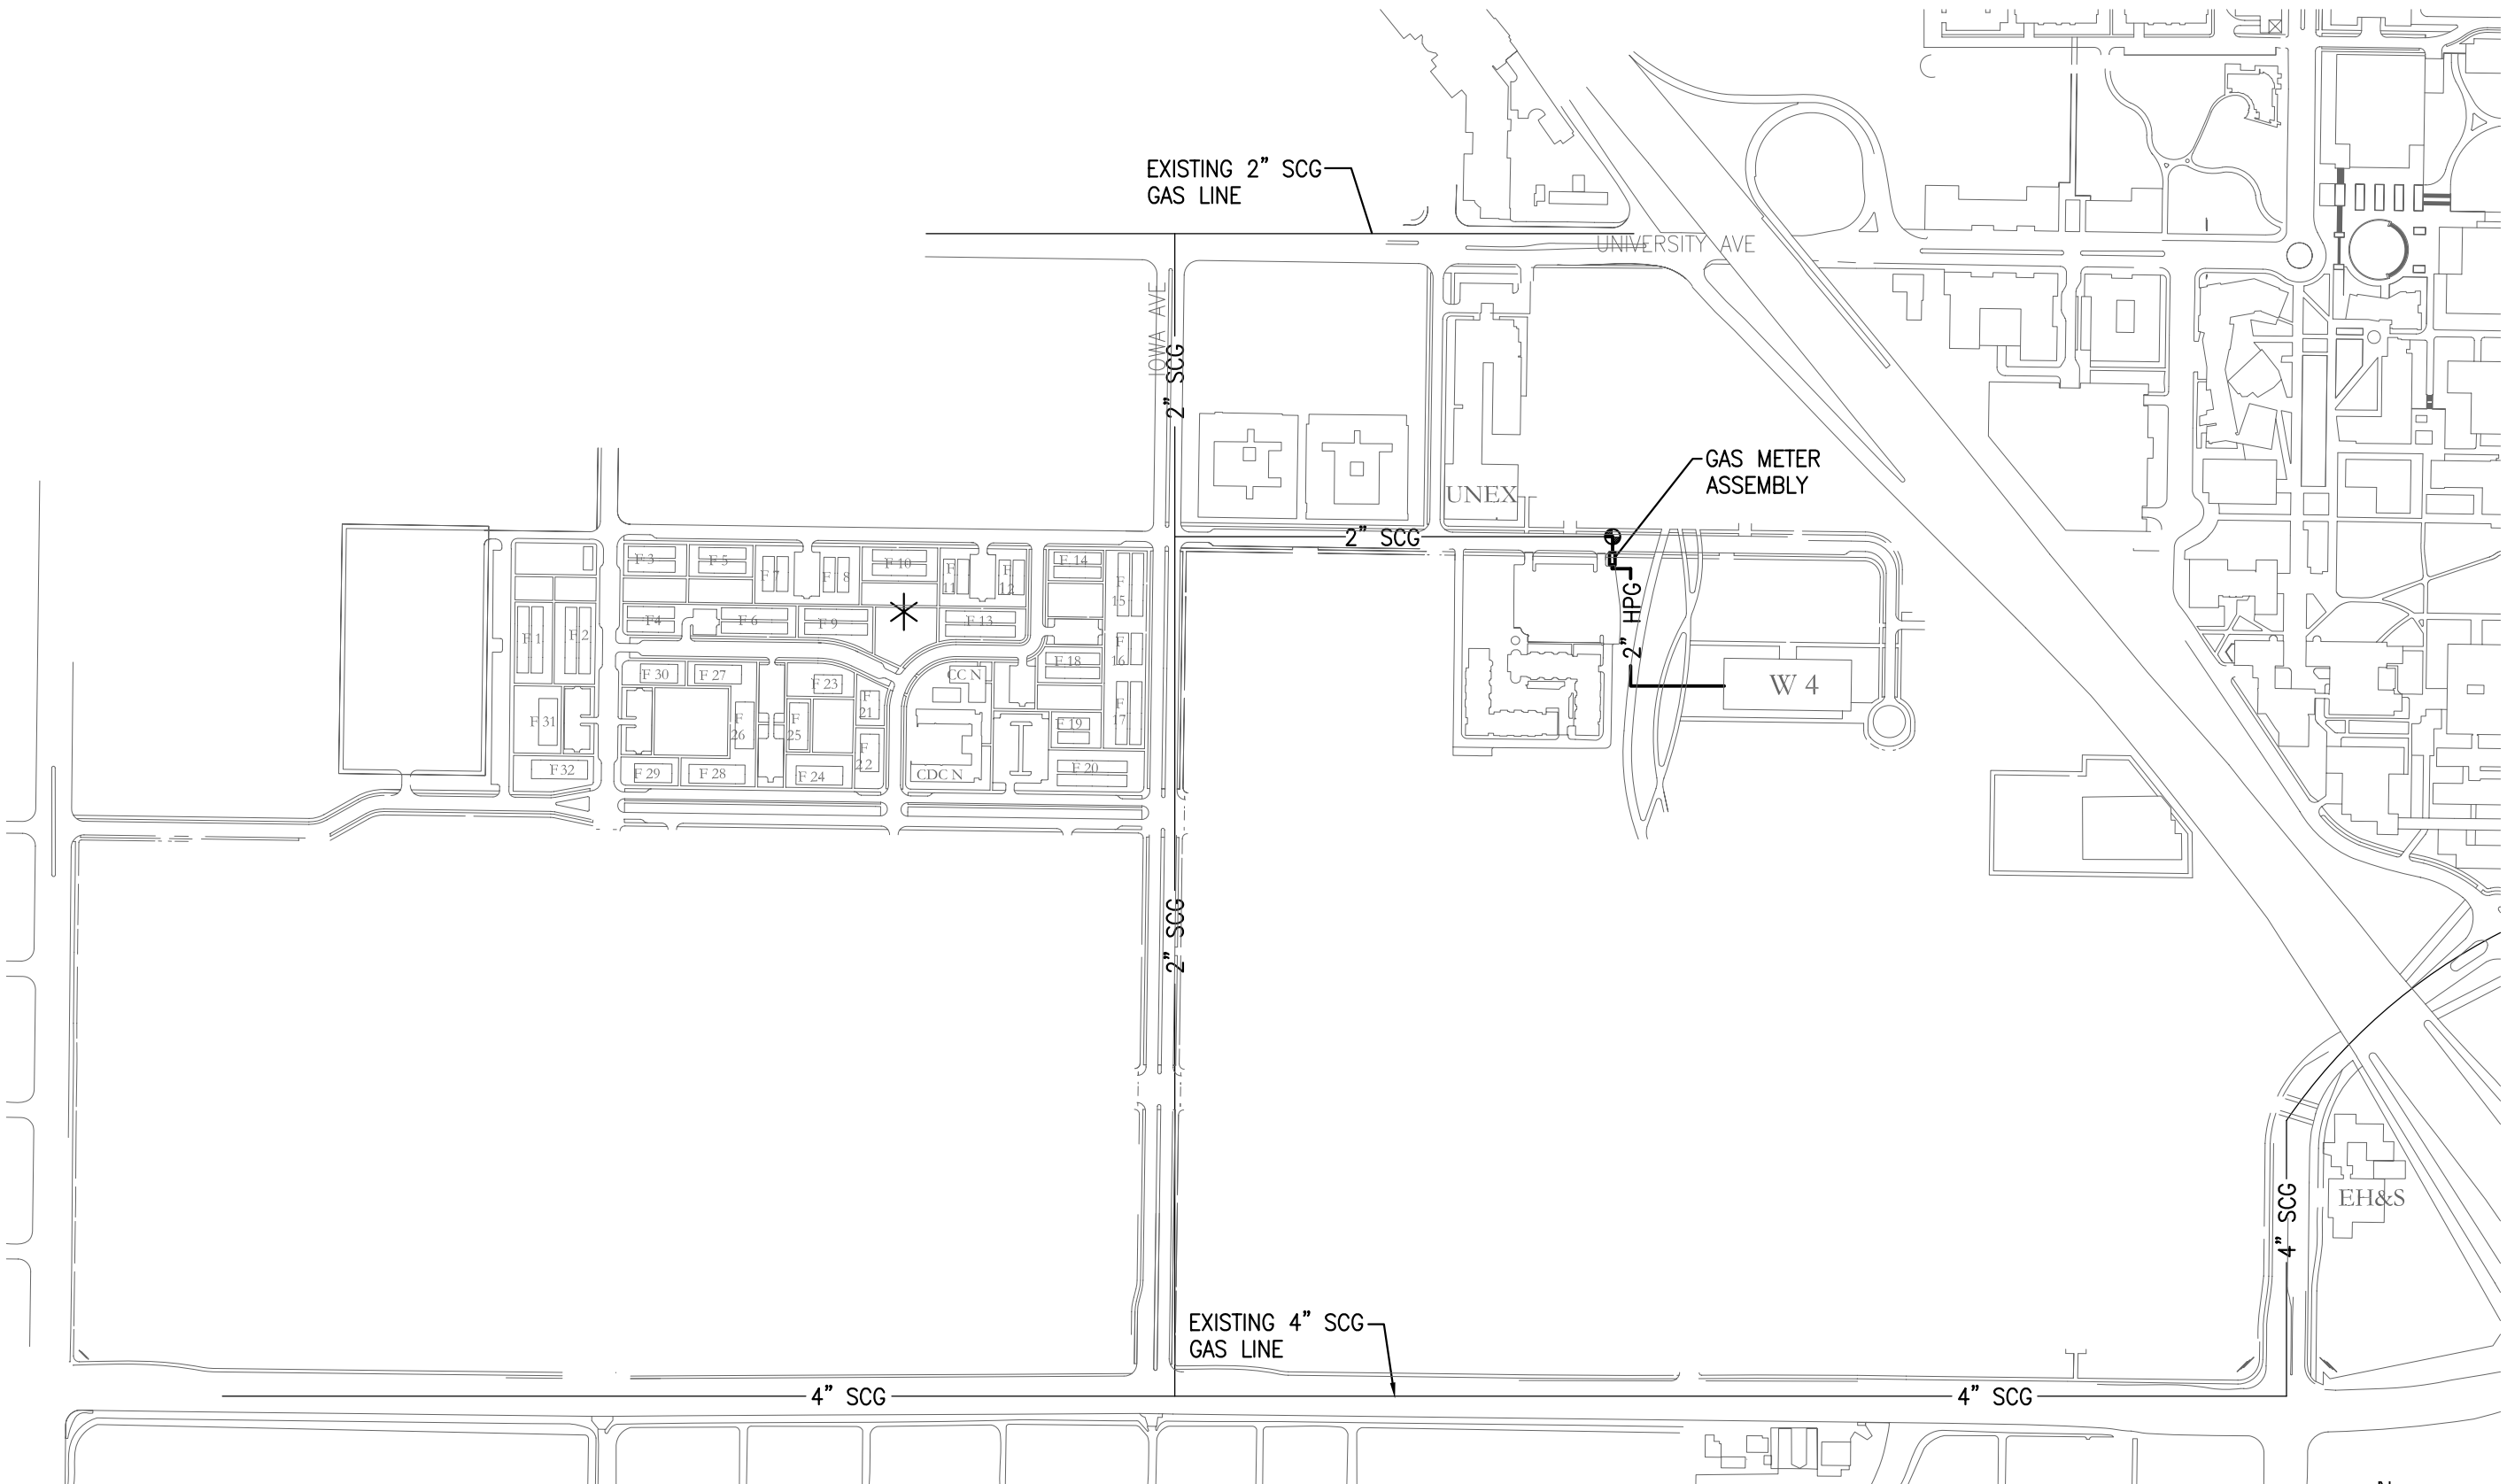 EXISTING 2" SCG
GAS LINE
UNIVERSITY AVE
IOWA AVE
2" SCG
GAS METER
ASSEMBLY
UNEX
2" SCG
F 3
F 5
F 7
F 8
F 10
F 11
F 12
F 14
F 15
F 1
F 2
F4
F 6
F 9
F 13
F 16
2" HPG
F 30
F 27
F 23
CC N
F 18
W 4
F 31
F 26
F 25
F 21
F 19
F 17
F 32
F 29
F 28
F 24
F 22
CDC N
F 20
2" SCG
EH&S
4" SCG
EXISTING 4" SCG
GAS LINE
4" SCG
4" SCG